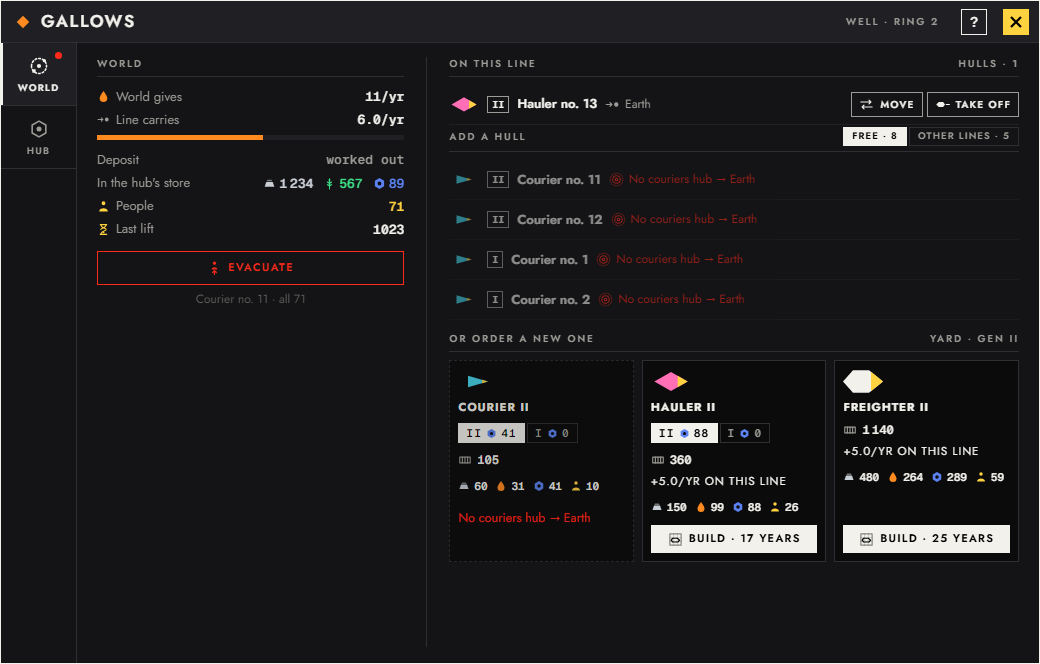 GALLOWS
WELL · RING 2
?
WORLD
HUB
WORLD
World gives 11/yr
Line carries 6.0/yr
Deposit worked out
In the hub's store 1 234 567 89
People 71
Last lift 1023
EVACUATE
Courier no. 11 · all 71
ON THIS LINE HULLS · 1
II Hauler no. 13 Earth MOVE TAKE OFF
ADD A HULL FREE · 8 OTHER LINES · 5
II Courier no. 11 No couriers hub → Earth
II Courier no. 12 No couriers hub → Earth
I Courier no. 1 No couriers hub → Earth
I Courier no. 2 No couriers hub → Earth
OR ORDER A NEW ONE YARD · GEN II
COURIER II
II 41 I 0
105
60 31 41 10
No couriers hub → Earth
HAULER II
II 88 I 0
360
+5.0/YR ON THIS LINE
150 99 88 26
BUILD · 17 YEARS
FREIGHTER II
1 140
+5.0/YR ON THIS LINE
480 264 289 59
BUILD · 25 YEARS